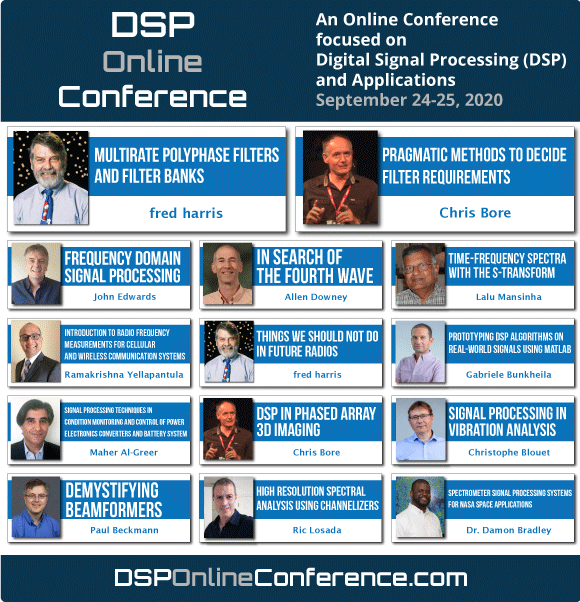 DSP
Online
Conference
An Online Conference
focused on
Digital Signal Processing (DSP)
and Applications
September 24-25, 2020
MULTIRATE POLYPHASE FILTERS
AND FILTER BANKS
fred harris
PRAGMATIC METHODS TO DECIDE
FILTER REQUIREMENTS
Chris Bore
FREQUENCY DOMAIN
SIGNAL PROCESSING
John Edwards
IN SEARCH OF
THE FOURTH WAVE
Allen Downey
TIME-FREQUENCY SPECTRA
WITH THE S-TRANSFORM
Lalu Mansinha
INTRODUCTION TO RADIO FREQUENCY
MEASUREMENTS FOR CELLULAR
AND WIRELESS COMMUNICATION SYSTEMS
Ramakrishna Yellapantula
THINGS WE SHOULD NOT DO
IN FUTURE RADIOS
fred harris
PROTOTYPING DSP ALGORITHMS ON
REAL-WORLD SIGNALS USING MATLAB
Gabriele Bunkheila
SIGNAL PROCESSING TECHNIQUES IN
CONDITION MONITORING AND CONTROL OF POWER
ELECTRONICS CONVERTERS AND BATTERY SYSTEM
Maher Al-Greer
DSP IN PHASED ARRAY
3D IMAGING
Chris Bore
SIGNAL PROCESSING IN
VIBRATION ANALYSIS
Christophe Blouet
DEMYSTIFYING
BEAMFORMERS
Paul Beckmann
HIGH RESOLUTION SPECTRAL
ANALYSIS USING CHANNELIZERS
Ric Losada
SPECTROMETER SIGNAL PROCESSING SYSTEMS
FOR NASA SPACE APPLICATIONS
Dr. Damon Bradley
DSPOnlineConference.com